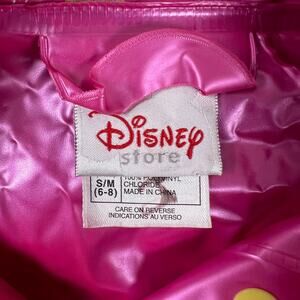 Disney
store
S/M
(6-8)
100% POLYVINYL
CHLORIDE
MADE IN CHINA
CARE ON REVERSE
INDICATIONS AU VERSO